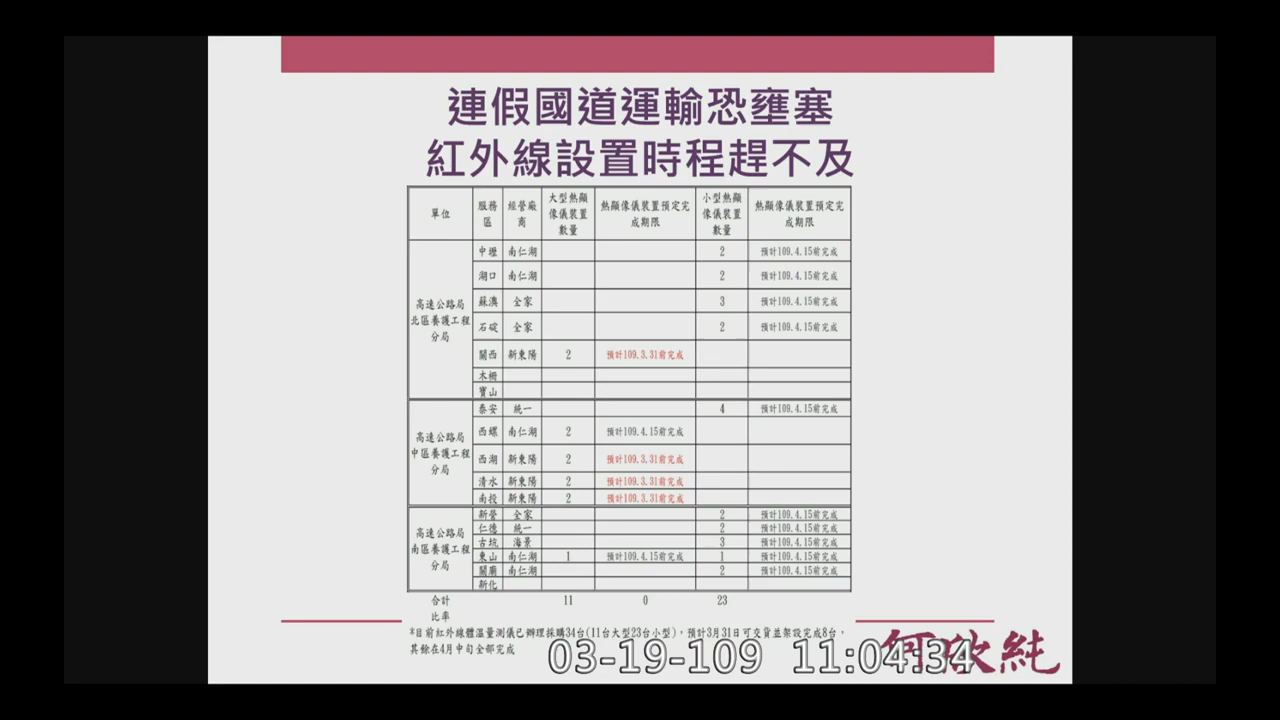 連假國道運輸恐壅塞
紅外線設置時程趕不及
單位 服務區 經營廠商 大型熱顯像儀裝置數量 熱顯像儀裝置預定完成期限 小型熱顯像儀裝置數量 熱顯像儀裝置預定完成期限
高速公路局北區養護工程分局
中壢 南仁湖 2 預計109.4.15前完成
湖口 南仁湖 2 預計109.4.15前完成
蘇澳 全家 3 預計109.4.15前完成
石碇 全家 2 預計109.4.15前完成
關西 新東陽 2 預計109.3.31前完成
木柵
寶山
高速公路局中區養護工程分局
泰安 統一 4 預計109.4.15前完成
西螺 南仁湖 2 預計109.4.15前完成
西湖 新東陽 2 預計109.3.31前完成
清水 新東陽 2 預計109.3.31前完成
南投 新東陽 2 預計109.3.31前完成
高速公路局南區養護工程分局
新營 全家 2 預計109.4.15前完成
仁德 統一 2 預計109.4.15前完成
古坑 海景 3 預計109.4.15前完成
東山 南仁湖 1 預計109.4.15前完成 1 預計109.4.15前完成
關廟 南仁湖 2 預計109.4.15前完成
新化
合計 11 0 23
比率
*目前紅外線體溫量測儀已辦理採購34台(11台大型23台小型)，預計3月31日可交貨並架設完成8台，
其餘在4月中旬全部完成
何欣純
03-19-109 11:04:34